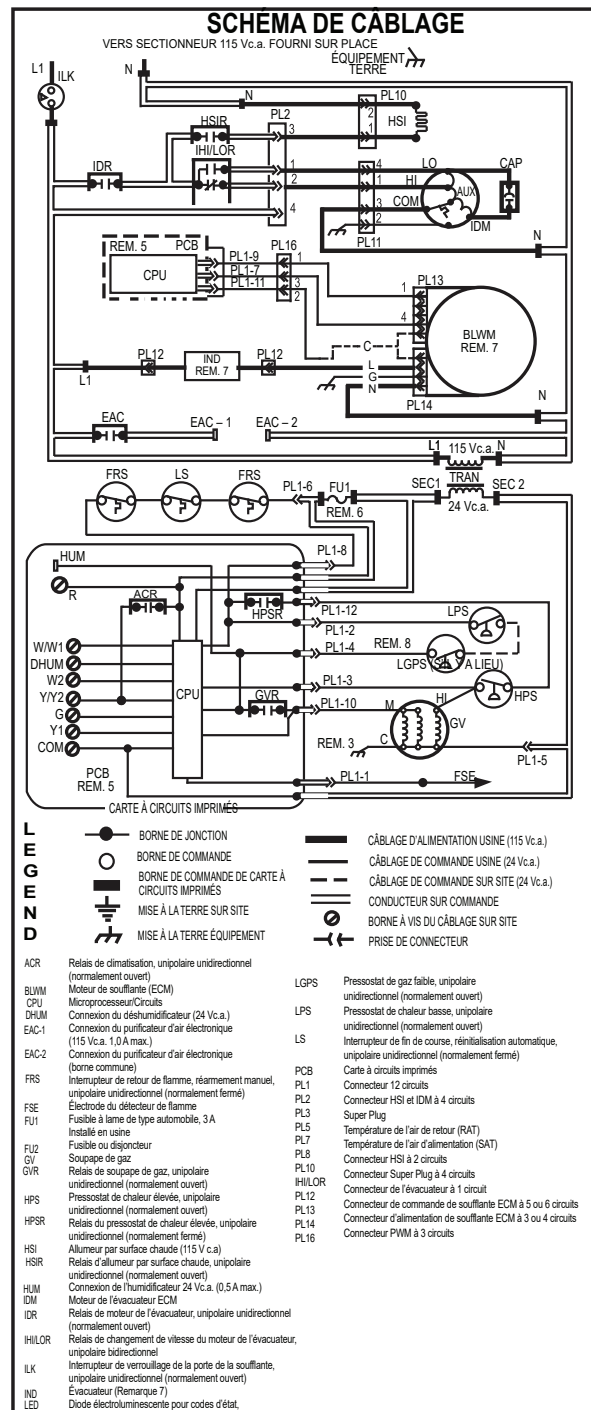 SCHÉMA DE CÂBLAGE
VERS SECTIONNEUR 115 Vc.a. FOURNI SUR PLACE
ÉQUIPEMENT
TERRE
L1
ILK
N
N
PL10
2
1
HSI
HSIR
PL2
3
IHI/LOR
1
2
4
IDR
4
1
3
2
LO
HI
COM
AUX
IDM
CAP
PL11
N
REM. 5
PCB
CPU
PL1-9
PL1-7
PL1-11
PL16
1
3
2
PL13
1
4
C
BLWM
REM. 7
L
G
N
PL14
N
L1
PL12
IND
REM. 7
PL12
EAC
EAC – 1
EAC – 2
L1
115 Vc.a.
N
TRAN
24 Vc.a.
SEC1
SEC 2
FRS
LS
FRS
PL1-6
FU1
REM. 6
PL1-8
HUM
R
ACR
HPSR
PL1-12
PL1-2
PL1-4
REM. 8
LPS
LGPS (S'IL Y A LIEU)
PL1-3
HPS
W/W1
DHUM
W2
Y/Y2
G
Y1
COM
CPU
GVR
PL1-10
M
HI
GV
C
REM. 3
PL1-5
PL1-1
FSE
PCB
REM. 5
CARTE À CIRCUITS IMPRIMÉS
LEGEND
BORNE DE JONCTION
BORNE DE COMMANDE
BORNE DE COMMANDE DE CARTE À
CIRCUITS IMPRIMÉS
MISE À LA TERRE SUR SITE
MISE À LA TERRE ÉQUIPEMENT
CÂBLAGE D'ALIMENTATION USINE (115 Vc.a.)
CÂBLAGE DE COMMANDE USINE (24 Vc.a.)
CÂBLAGE DE COMMANDE SUR SITE (24 Vc.a.)
CONDUCTEUR SUR COMMANDE
BORNE À VIS DU CÂBLAGE SUR SITE
PRISE DE CONNECTEUR
ACR Relais de climatisation, unipolaire unidirectionnel
(normalement ouvert)
BLWM Moteur de soufflante (ECM)
CPU Microprocesseur/Circuits
DHUM Connexion du déshumidificateur (24 Vc.a.)
EAC-1 Connexion du purificateur d'air électronique
(115 Vc.a. 1,0 A max.)
EAC-2 Connexion du purificateur d'air électronique
(borne commune)
FRS Interrupteur de retour de flamme, réarmement manuel,
unipolaire unidirectionnel (normalement fermé)
FSE Électrode du détecteur de flamme
FU1 Fusible à lame de type automobile, 3 A
Installé en usine
FU2 Fusible ou disjoncteur
GV Soupape de gaz
GVR Relais de soupape de gaz, unipolaire
unidirectionnel (normalement ouvert)
HPS Pressostat de chaleur élevée, unipolaire
unidirectionnel (normalement ouvert)
HPSR Relais du pressostat de chaleur élevée, unipolaire
unidirectionnel (normalement fermé)
HSI Allumeur par surface chaude (115 V c.a)
HSIR Relais d'allumeur par surface chaude, unipolaire
unidirectionnel (normalement ouvert)
HUM Connexion de l'humidificateur 24 Vc.a. (0,5 A max.)
IDM Moteur de l'évacuateur ECM
IDR Relais de moteur de l'évacuateur, unipolaire unidirectionnel
(normalement ouvert)
IHI/LOR Relais de changement de vitesse du moteur de l'évacuateur,
unipolaire bidirectionnel
ILK Interrupteur de verrouillage de la porte de la soufflante,
unipolaire unidirectionnel (normalement ouvert)
IND Évacuateur (Remarque 7)
LED Diode électroluminescente pour codes d'état,
LGPS Pressostat de gaz faible, unipolaire
unidirectionnel (normalement ouvert)
LPS Pressostat de chaleur basse, unipolaire
unidirectionnel (normalement ouvert)
LS Interrupteur de fin de course, réinitialisation automatique,
unipolaire unidirectionnel (normalement fermé)
PCB Carte à circuits imprimés
PL1 Connecteur 12 circuits
PL2 Connecteur HSI et IDM à 4 circuits
PL3 Super Plug
PL5 Température de l'air de retour (RAT)
PL7 Température de l'air d'alimentation (SAT)
PL8 Connecteur HSI à 2 circuits
PL10 Connecteur Super Plug à 4 circuits
IHI/LOR Connecteur de l'évacuateur à 1 circuit
PL12 Connecteur de commande de soufflante ECM à 5 ou 6 circuits
PL13 Connecteur d'alimentation de soufflante ECM à 3 ou 4 circuits
PL14 Connecteur PWM à 3 circuits
PL16